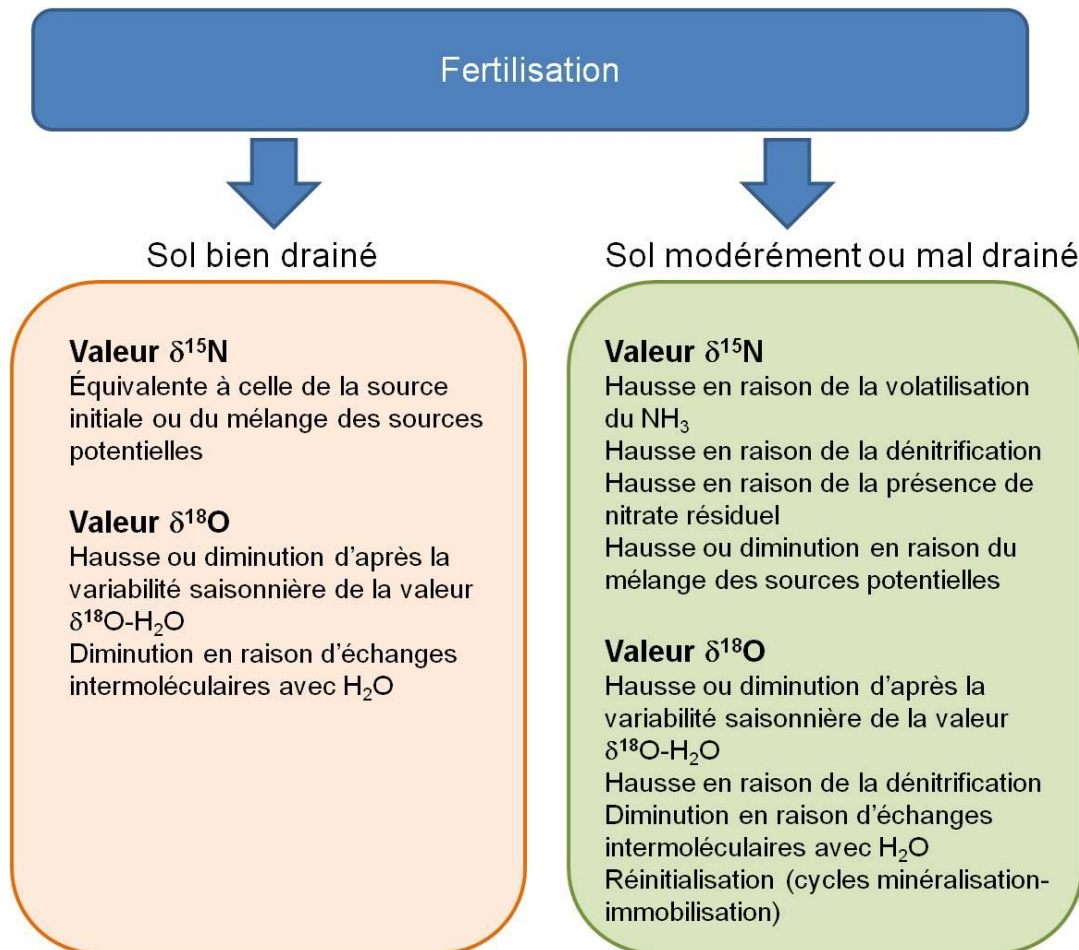 Fertilisation
Sol bien drainé
Valeur δ¹⁵N
Équivalente à celle de la source
initiale ou du mélange des sources
potentielles
Valeur δ¹⁸O
Hausse ou diminution d'après la
variabilité saisonnière de la valeur
δ¹⁸O-H₂O
Diminution en raison d'échanges
intermoléculaires avec H₂O
Sol modérément ou mal drainé
Valeur δ¹⁵N
Hausse en raison de la volatilisation
du NH₃
Hausse en raison de la dénitrification
Hausse en raison de la présence de
nitrate résiduel
Hausse ou diminution en raison du
mélange des sources potentielles
Valeur δ¹⁸O
Hausse ou diminution d'après la
variabilité saisonnière de la valeur
δ¹⁸O-H₂O
Hausse en raison de la dénitrification
Diminution en raison d'échanges
intermoléculaires avec H₂O
Réinitialisation (cycles minéralisation-
immobilisation)